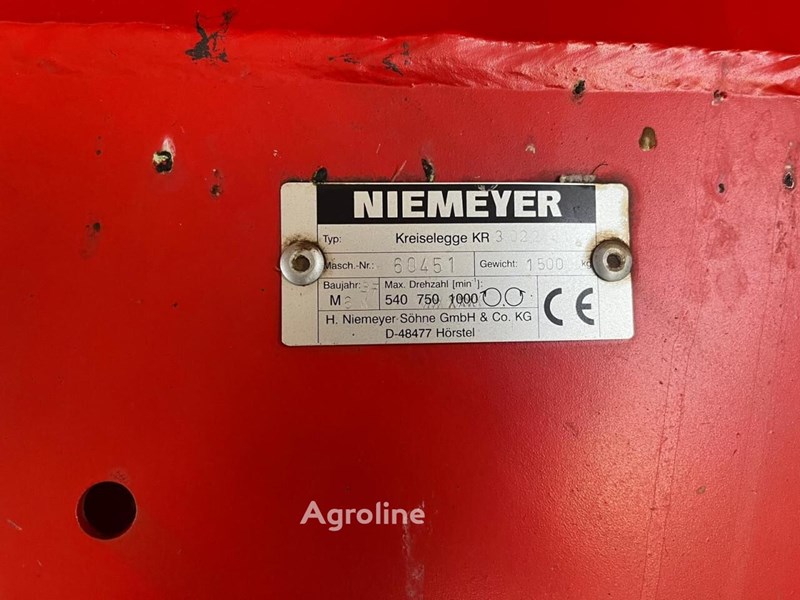 NIEMEYER
Typ: Kreiselegge KR
Masch.-Nr.: 60451 Gewicht: 1500 kg
Baujahr: Max. Drehzahl [min⁻¹]:
M 540 750 1000
H. Niemeyer Söhne GmbH & Co. KG
D-48477 Hörstel
CE
Agroline